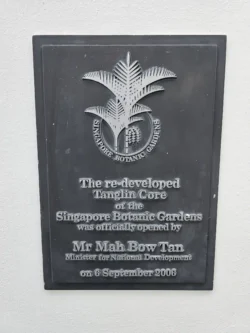 SINGAPORE BOTANIC GARDENS
The re-developed
Tanglin Core
of the
Singapore Botanic Gardens
was officially opened by
Mr Mah Bow Tan
Minister for National Development
on 6 September 2006